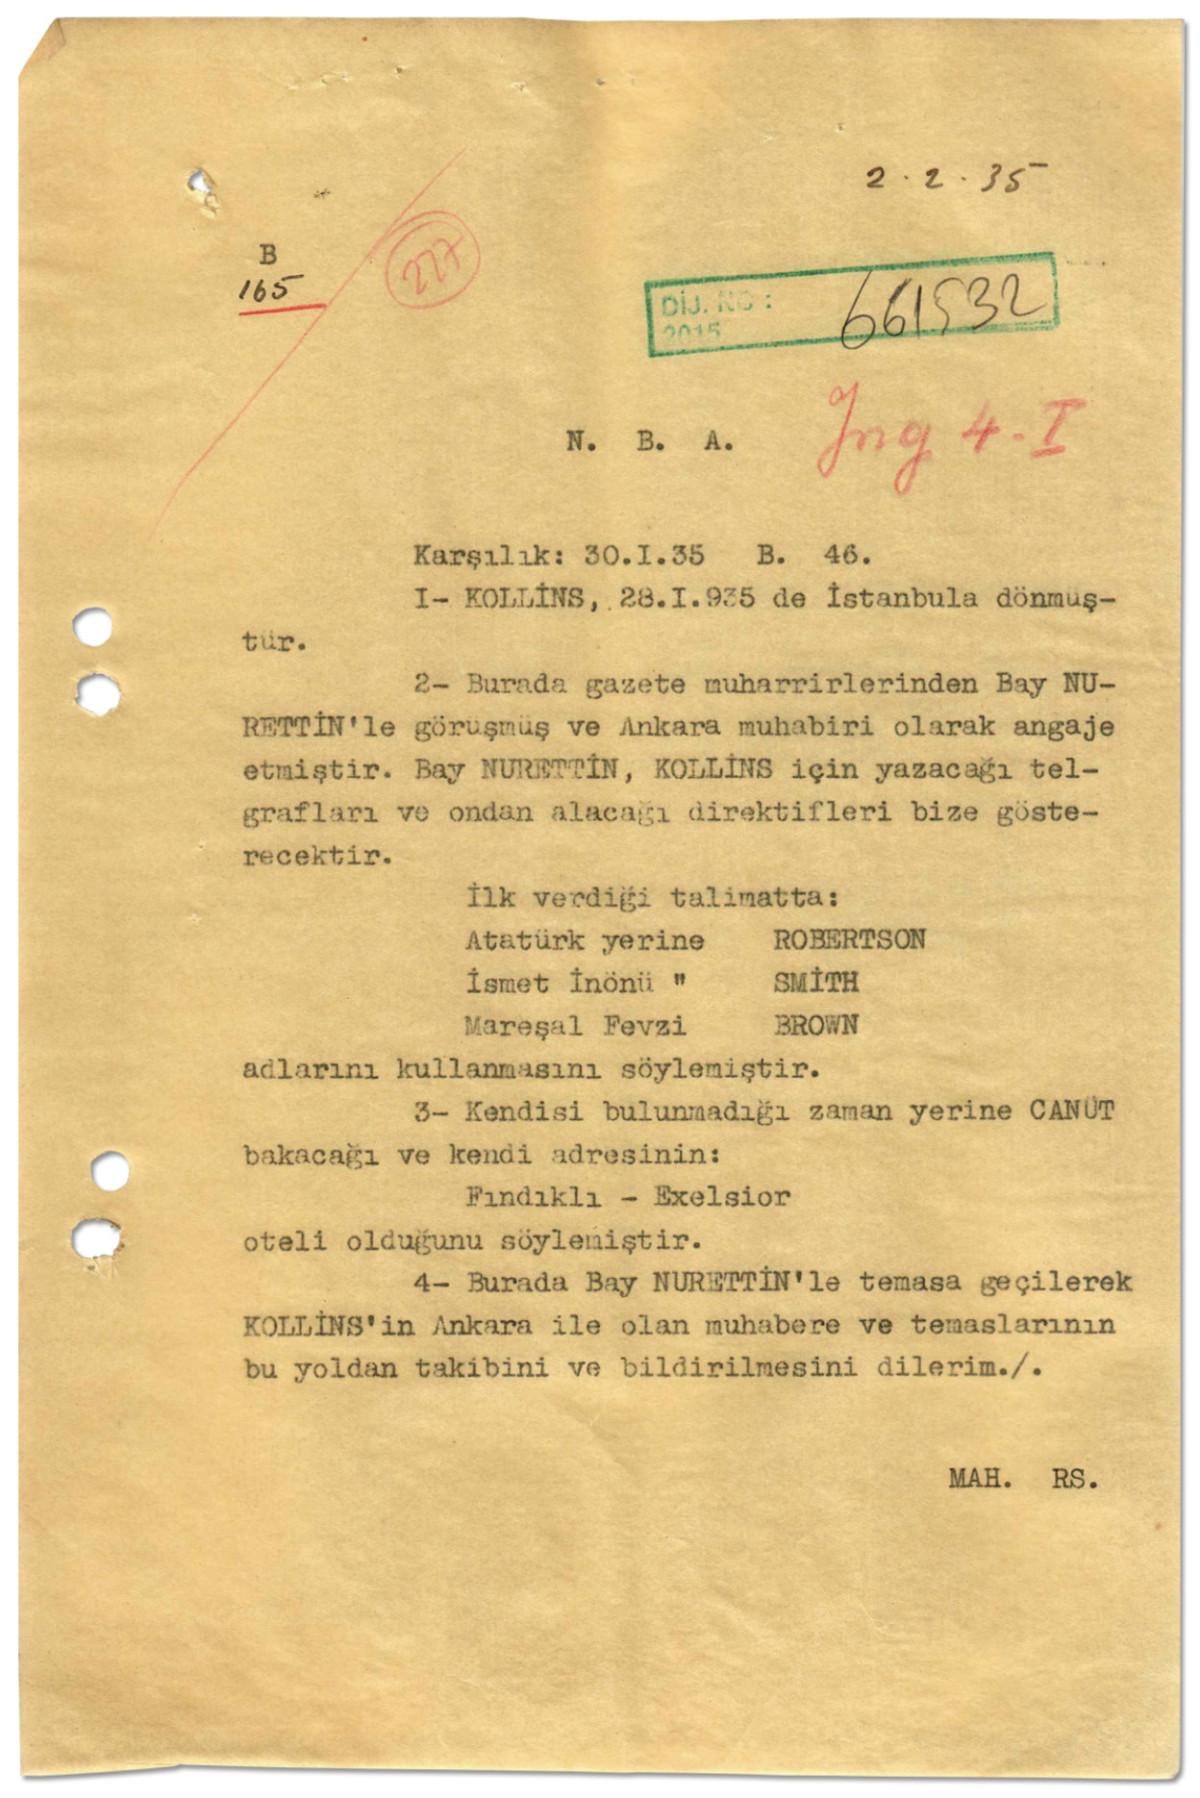 2.2.35
B
165
277
DİJ. NO :
2015
661532
N. B. A.
İng 4-I
Karşılık: 30.I.35 B. 46.
I- KOLLİNS, 28.I.935 de İstanbula dönmüş-
tür.
2- Burada gazete muharrirlerinden Bay NU-
RETTİN'le görüşmüş ve Ankara muhabiri olarak angaje
etmiştir. Bay NURETTİN, KOLLİNS için yazacağı tel-
grafları ve ondan alacağı direktifleri bize göste-
recektir.
İlk verdiği talimatta:
Atatürk yerine ROBERTSON
İsmet İnönü " SMİTH
Mareşal Fevzi BROWN
adlarını kullanmasını söylemiştir.
3- Kendisi bulunmadığı zaman yerine CANÜT
bakacağı ve kendi adresinin:
Fındıklı - Exelsior
oteli olduğunu söylemiştir.
4- Burada Bay NURETTİN'le temasa geçilerek
KOLLİNS'in Ankara ile olan muhabere ve temaslarının
bu yoldan takibini ve bildirilmesini dilerim./.
MAH. RS.